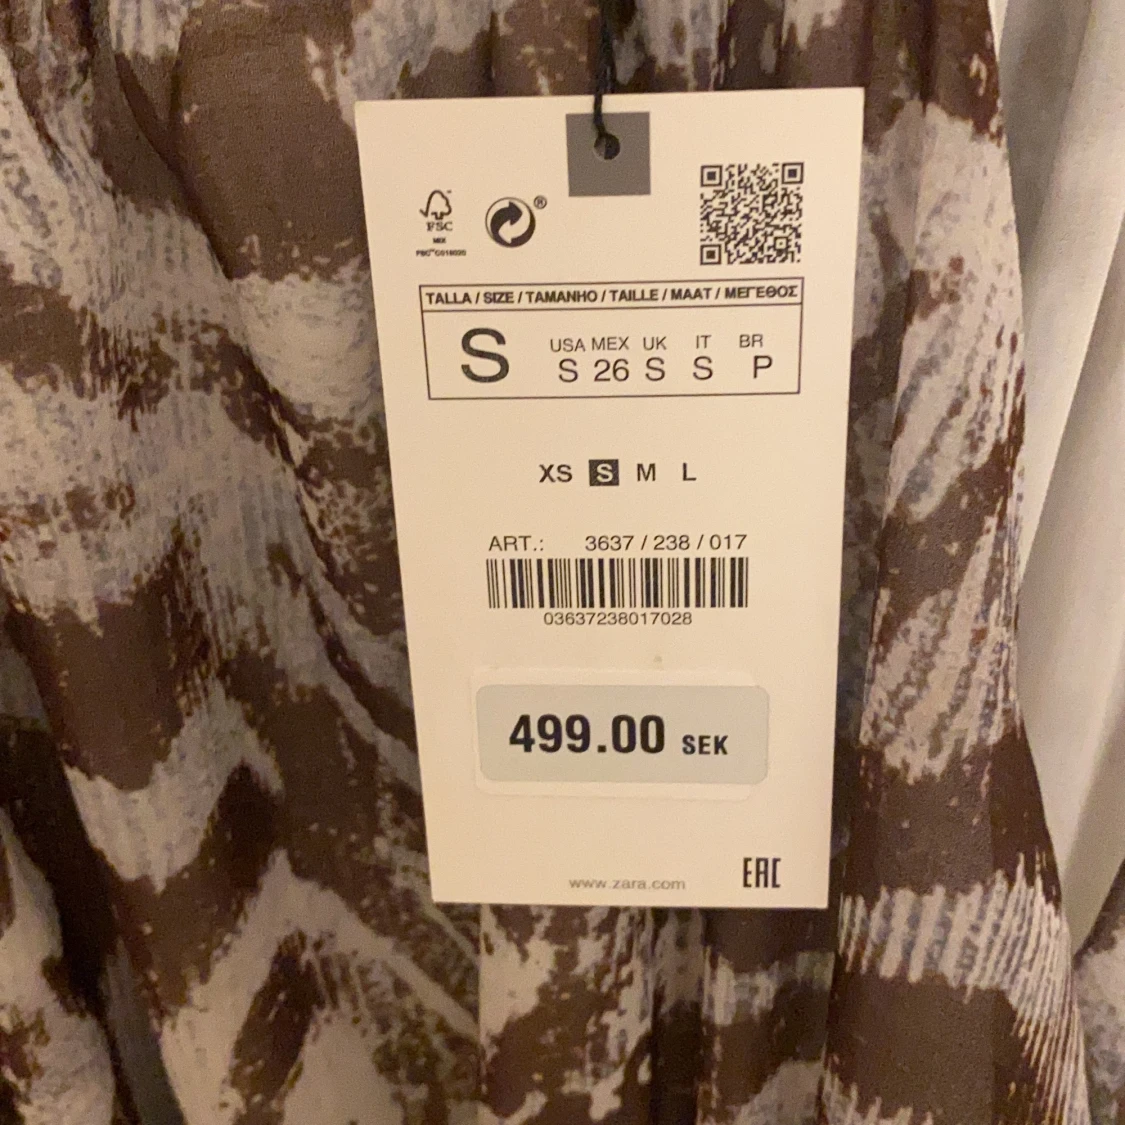 FSC
MIX
®
TALLA / SIZE / TAMANHO / TAILLE / MAAT / ΜΕΓΕΘΟΣ
S
USA MEX UK IT BR
S 26 S S P
XS S M L
ART.: 3637 / 238 / 017
03637238017028
499.00 SEK
www.zara.com
EAC